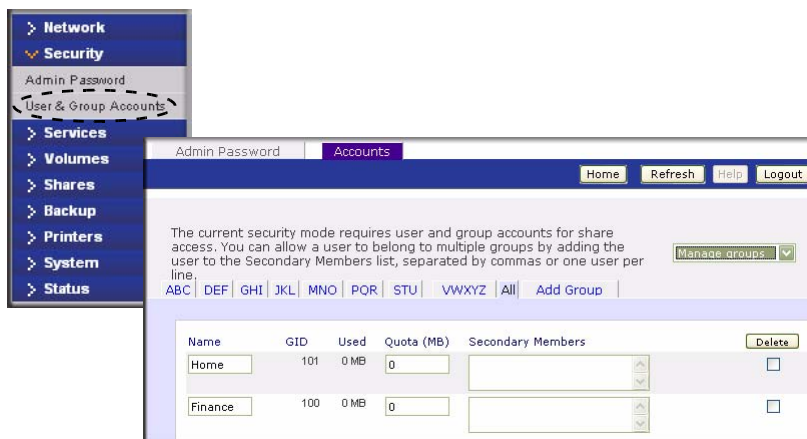 Network
Security
Admin Password
User & Group Accounts
Services
Volumes
Shares
Backup
Printers
System
Status
Admin Password Accounts
Home Refresh Help Logout
The current security mode requires user and group accounts for share
access. You can allow a user to belong to multiple groups by adding the
user to the Secondary Members list, separated by commas or one user per
line.
Manage groups
ABC DEF GHI JKL MNO PQR STU VWXYZ All Add Group
Name GID Used Quota (MB) Secondary Members Delete
Home 101 0 MB 0
Finance 100 0 MB 0